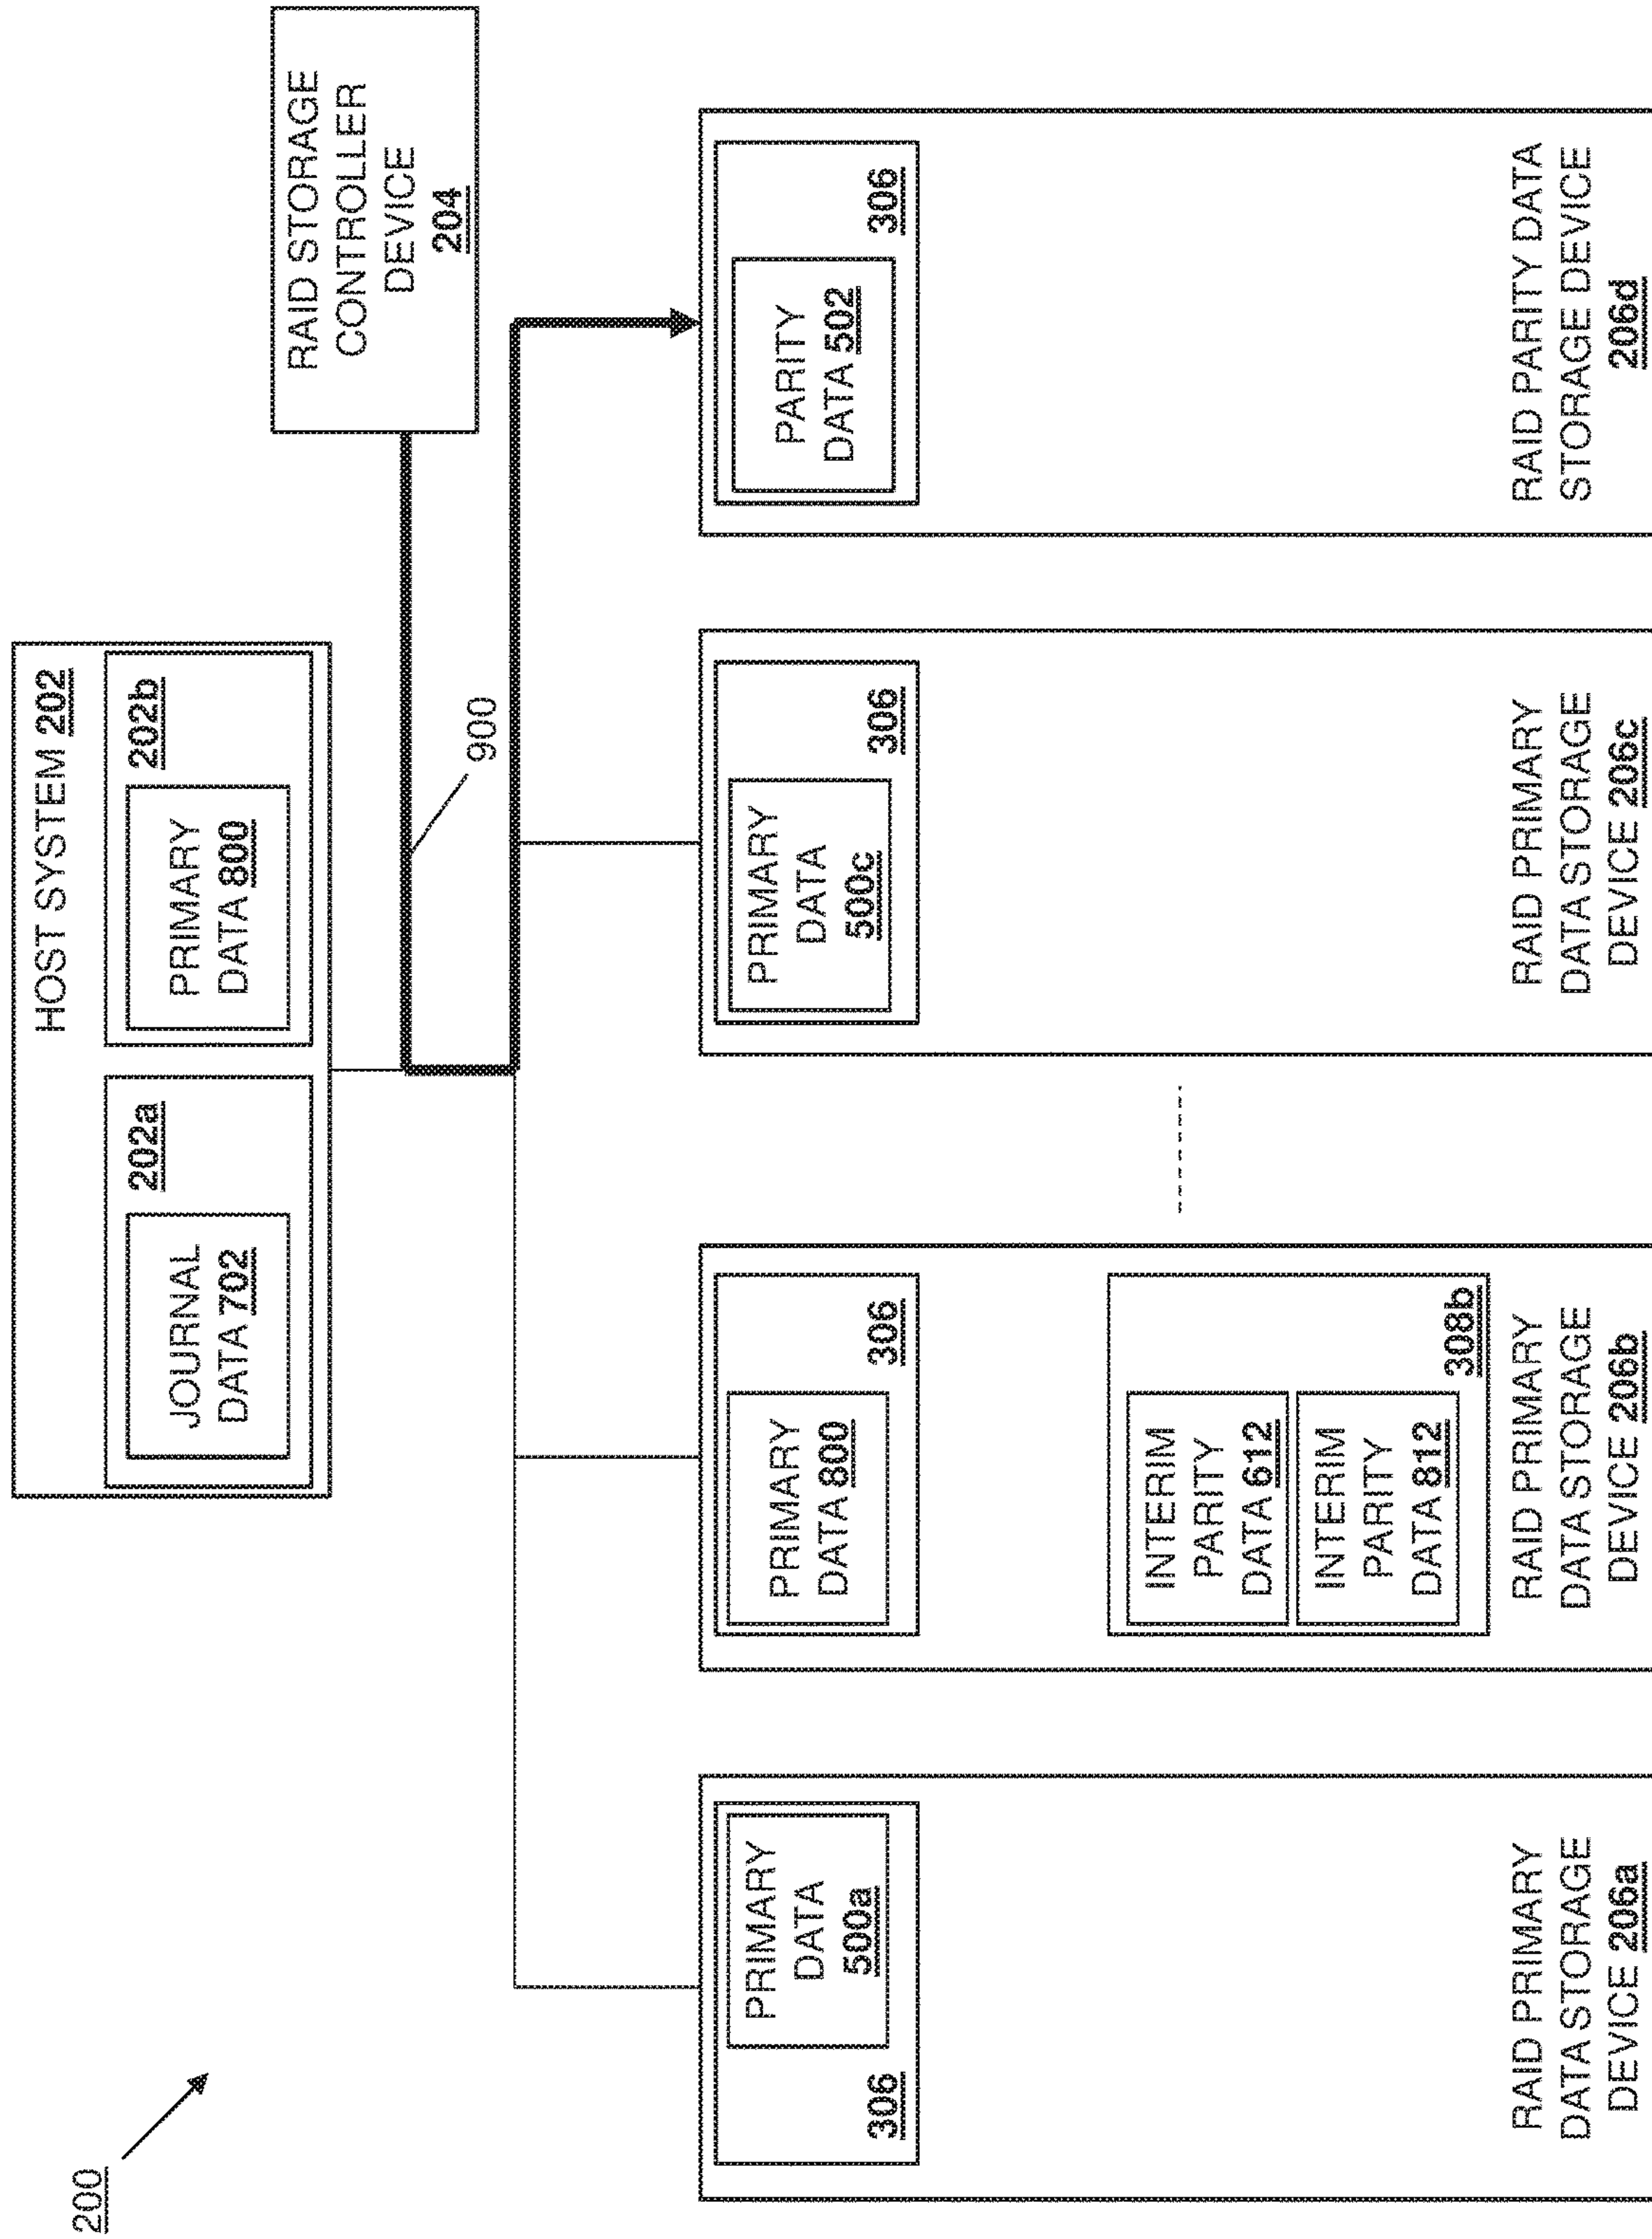 200
HOST SYSTEM 202
202a
JOURNAL
DATA 702
202b
PRIMARY
DATA 800
RAID STORAGE
CONTROLLER
DEVICE
204
900
306
PRIMARY
DATA
500a
RAID PRIMARY
DATA STORAGE
DEVICE 206a
PRIMARY
DATA 800
306
INTERIM
PARITY
DATA 612
INTERIM
PARITY
DATA 812
308b
RAID PRIMARY
DATA STORAGE
DEVICE 206b
PRIMARY
DATA
500c
306
RAID PRIMARY
DATA STORAGE
DEVICE 206c
PARITY
DATA 502
306
RAID PARITY DATA
STORAGE DEVICE
206d